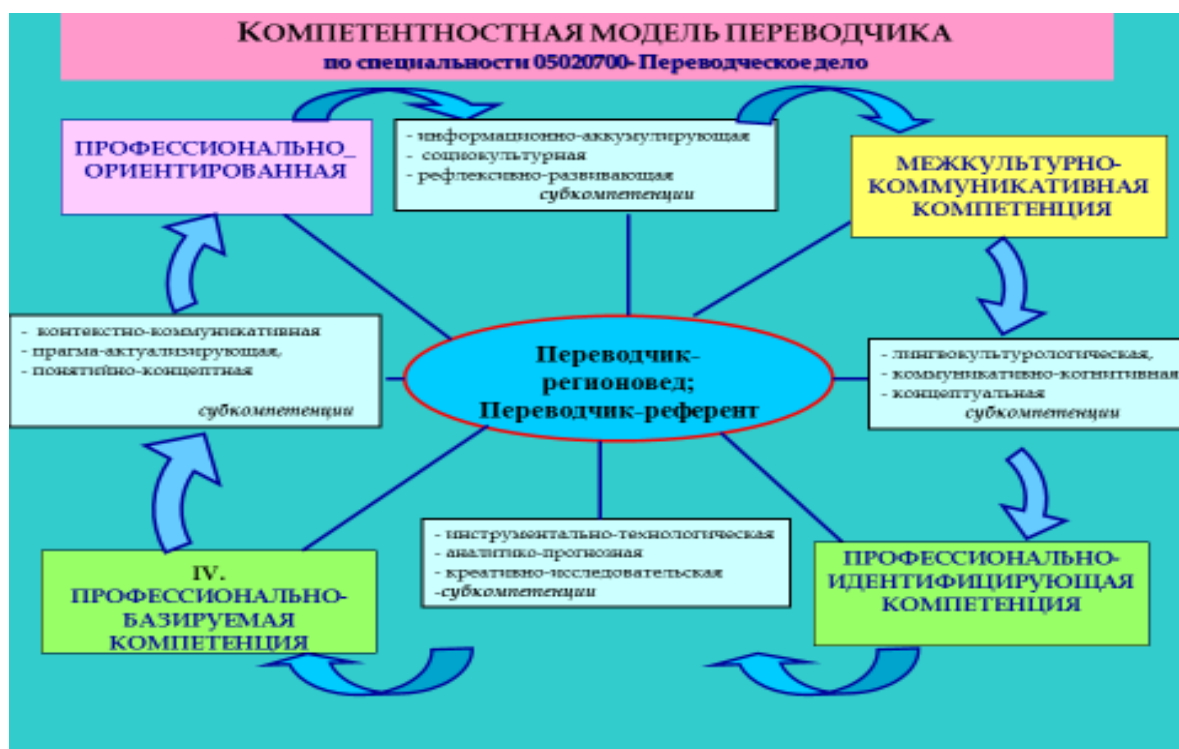 КОМПЕТЕНТНОСТНАЯ МОДЕЛЬ ПЕРЕВОДЧИКА
по специальности 05020700- Переводческое дело
ПРОФЕССИОНАЛЬНО_
ОРИЕНТИРОВАННАЯ
- информационно-аккумулирующая
- социокультурная
- рефлексивно-развивающая
субкомпетенции
МЕЖКУЛЬТУРНО-
КОММУНИКАТИВНАЯ
КОМПЕТЕНЦИЯ
- контекстно-коммуникативная
- прагма-актуализирующая,
- понятийно-концептная
субкомпетенции
Переводчик-
регионовед;
Переводчик-референт
- лингвокультурологическая,
- коммуникативно-когнитивная
- концептуальная
субкомпетенции
IV.
ПРОФЕССИОНАЛЬНО-
БАЗИРУЕМАЯ
КОМПЕТЕНЦИЯ
- инструментально-технологическая
- аналитико-прогнозная
- креативно-исследовательская
-субкомпетенции
ПРОФЕССИОНАЛЬНО-
ИДЕНТИФИЦИРУЮЩАЯ
КОМПЕТЕНЦИЯ